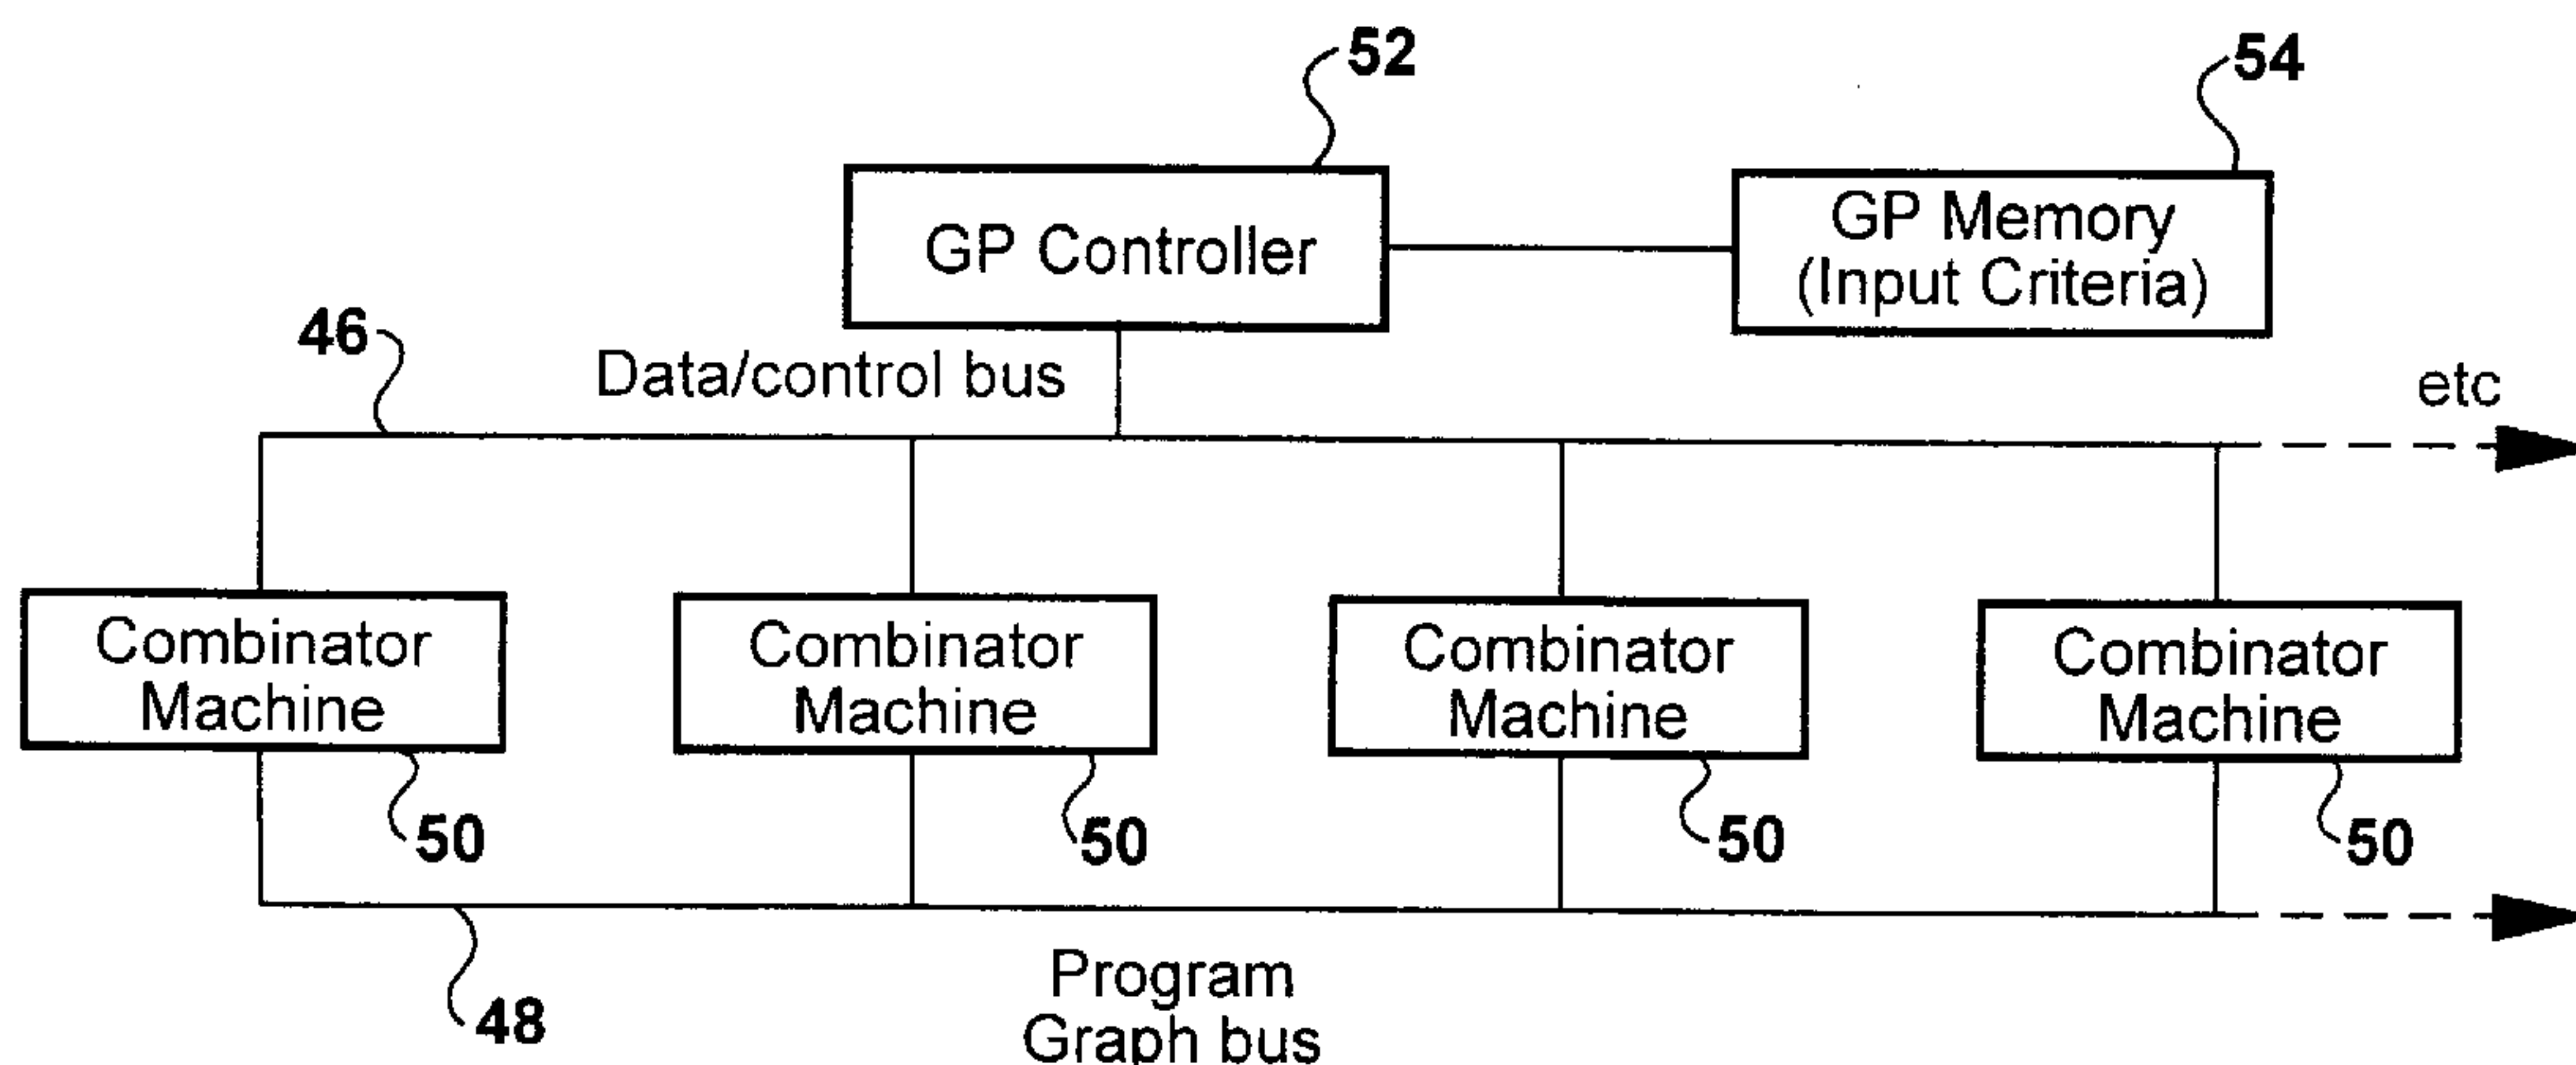 52
54
GP Controller
GP Memory
(Input Criteria)
46
Data/control bus
etc
Combinator
Machine
Combinator
Machine
Combinator
Machine
Combinator
Machine
50
50
50
50
48
Program
Graph bus